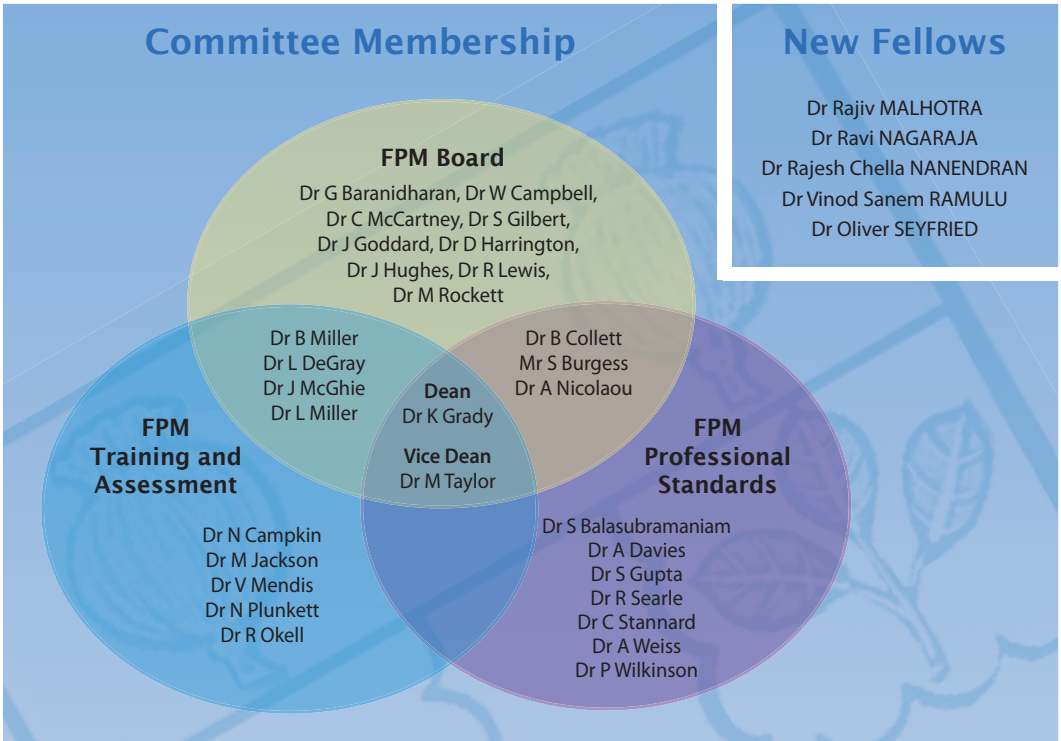 Committee Membership
FPM Board
Dr G Baranidharan, Dr W Campbell,
Dr C McCartney, Dr S Gilbert,
Dr J Goddard, Dr D Harrington,
Dr J Hughes, Dr R Lewis,
Dr M Rockett
Dr B Miller
Dr L DeGray
Dr J McGhie
Dr L Miller
Dean
Dr K Grady
Vice Dean
Dr M Taylor
Dr B Collett
Mr S Burgess
Dr A Nicolaou
FPM
Training and
Assessment
Dr N Campkin
Dr M Jackson
Dr V Mendis
Dr N Plunkett
Dr R Okell
FPM
Professional
Standards
Dr S Balasubramaniam
Dr A Davies
Dr S Gupta
Dr R Searle
Dr C Stannard
Dr A Weiss
Dr P Wilkinson
New Fellows
Dr Rajiv MALHOTRA
Dr Ravi NAGARAJA
Dr Rajesh Chella NANENDRAN
Dr Vinod Sanem RAMULU
Dr Oliver SEYFRIED